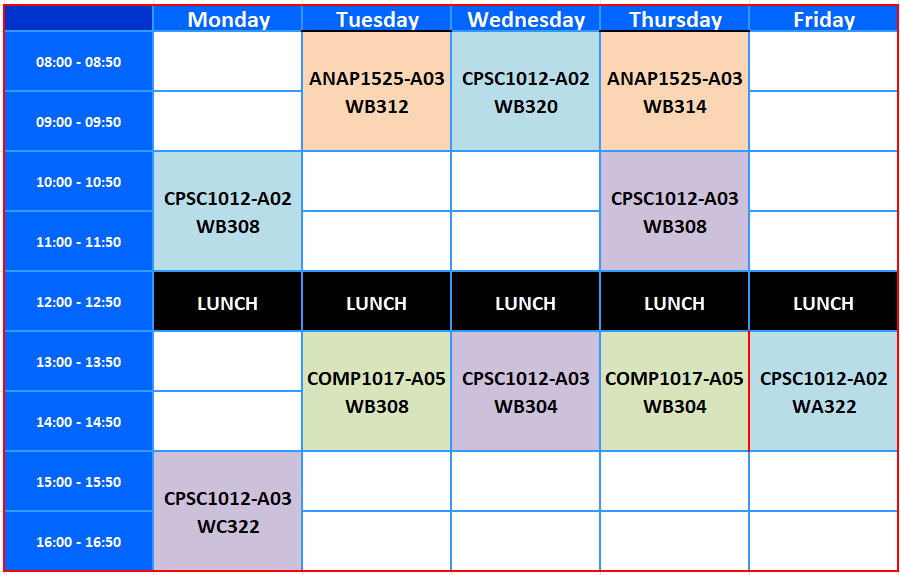 Monday Tuesday Wednesday Thursday Friday
08:00 - 08:50
ANAP1525-A03 CPSC1012-A02 ANAP1525-A03
WB312 WB320 WB314
09:00 - 09:50
10:00 - 10:50
CPSC1012-A02 CPSC1012-A03
WB308 WB308
11:00 - 11:50
12:00 - 12:50 LUNCH LUNCH LUNCH LUNCH LUNCH
13:00 - 13:50
COMP1017-A05 CPSC1012-A03 COMP1017-A05 CPSC1012-A02
WB308 WB304 WB304 WA322
14:00 - 14:50
15:00 - 15:50
CPSC1012-A03
WC322
16:00 - 16:50